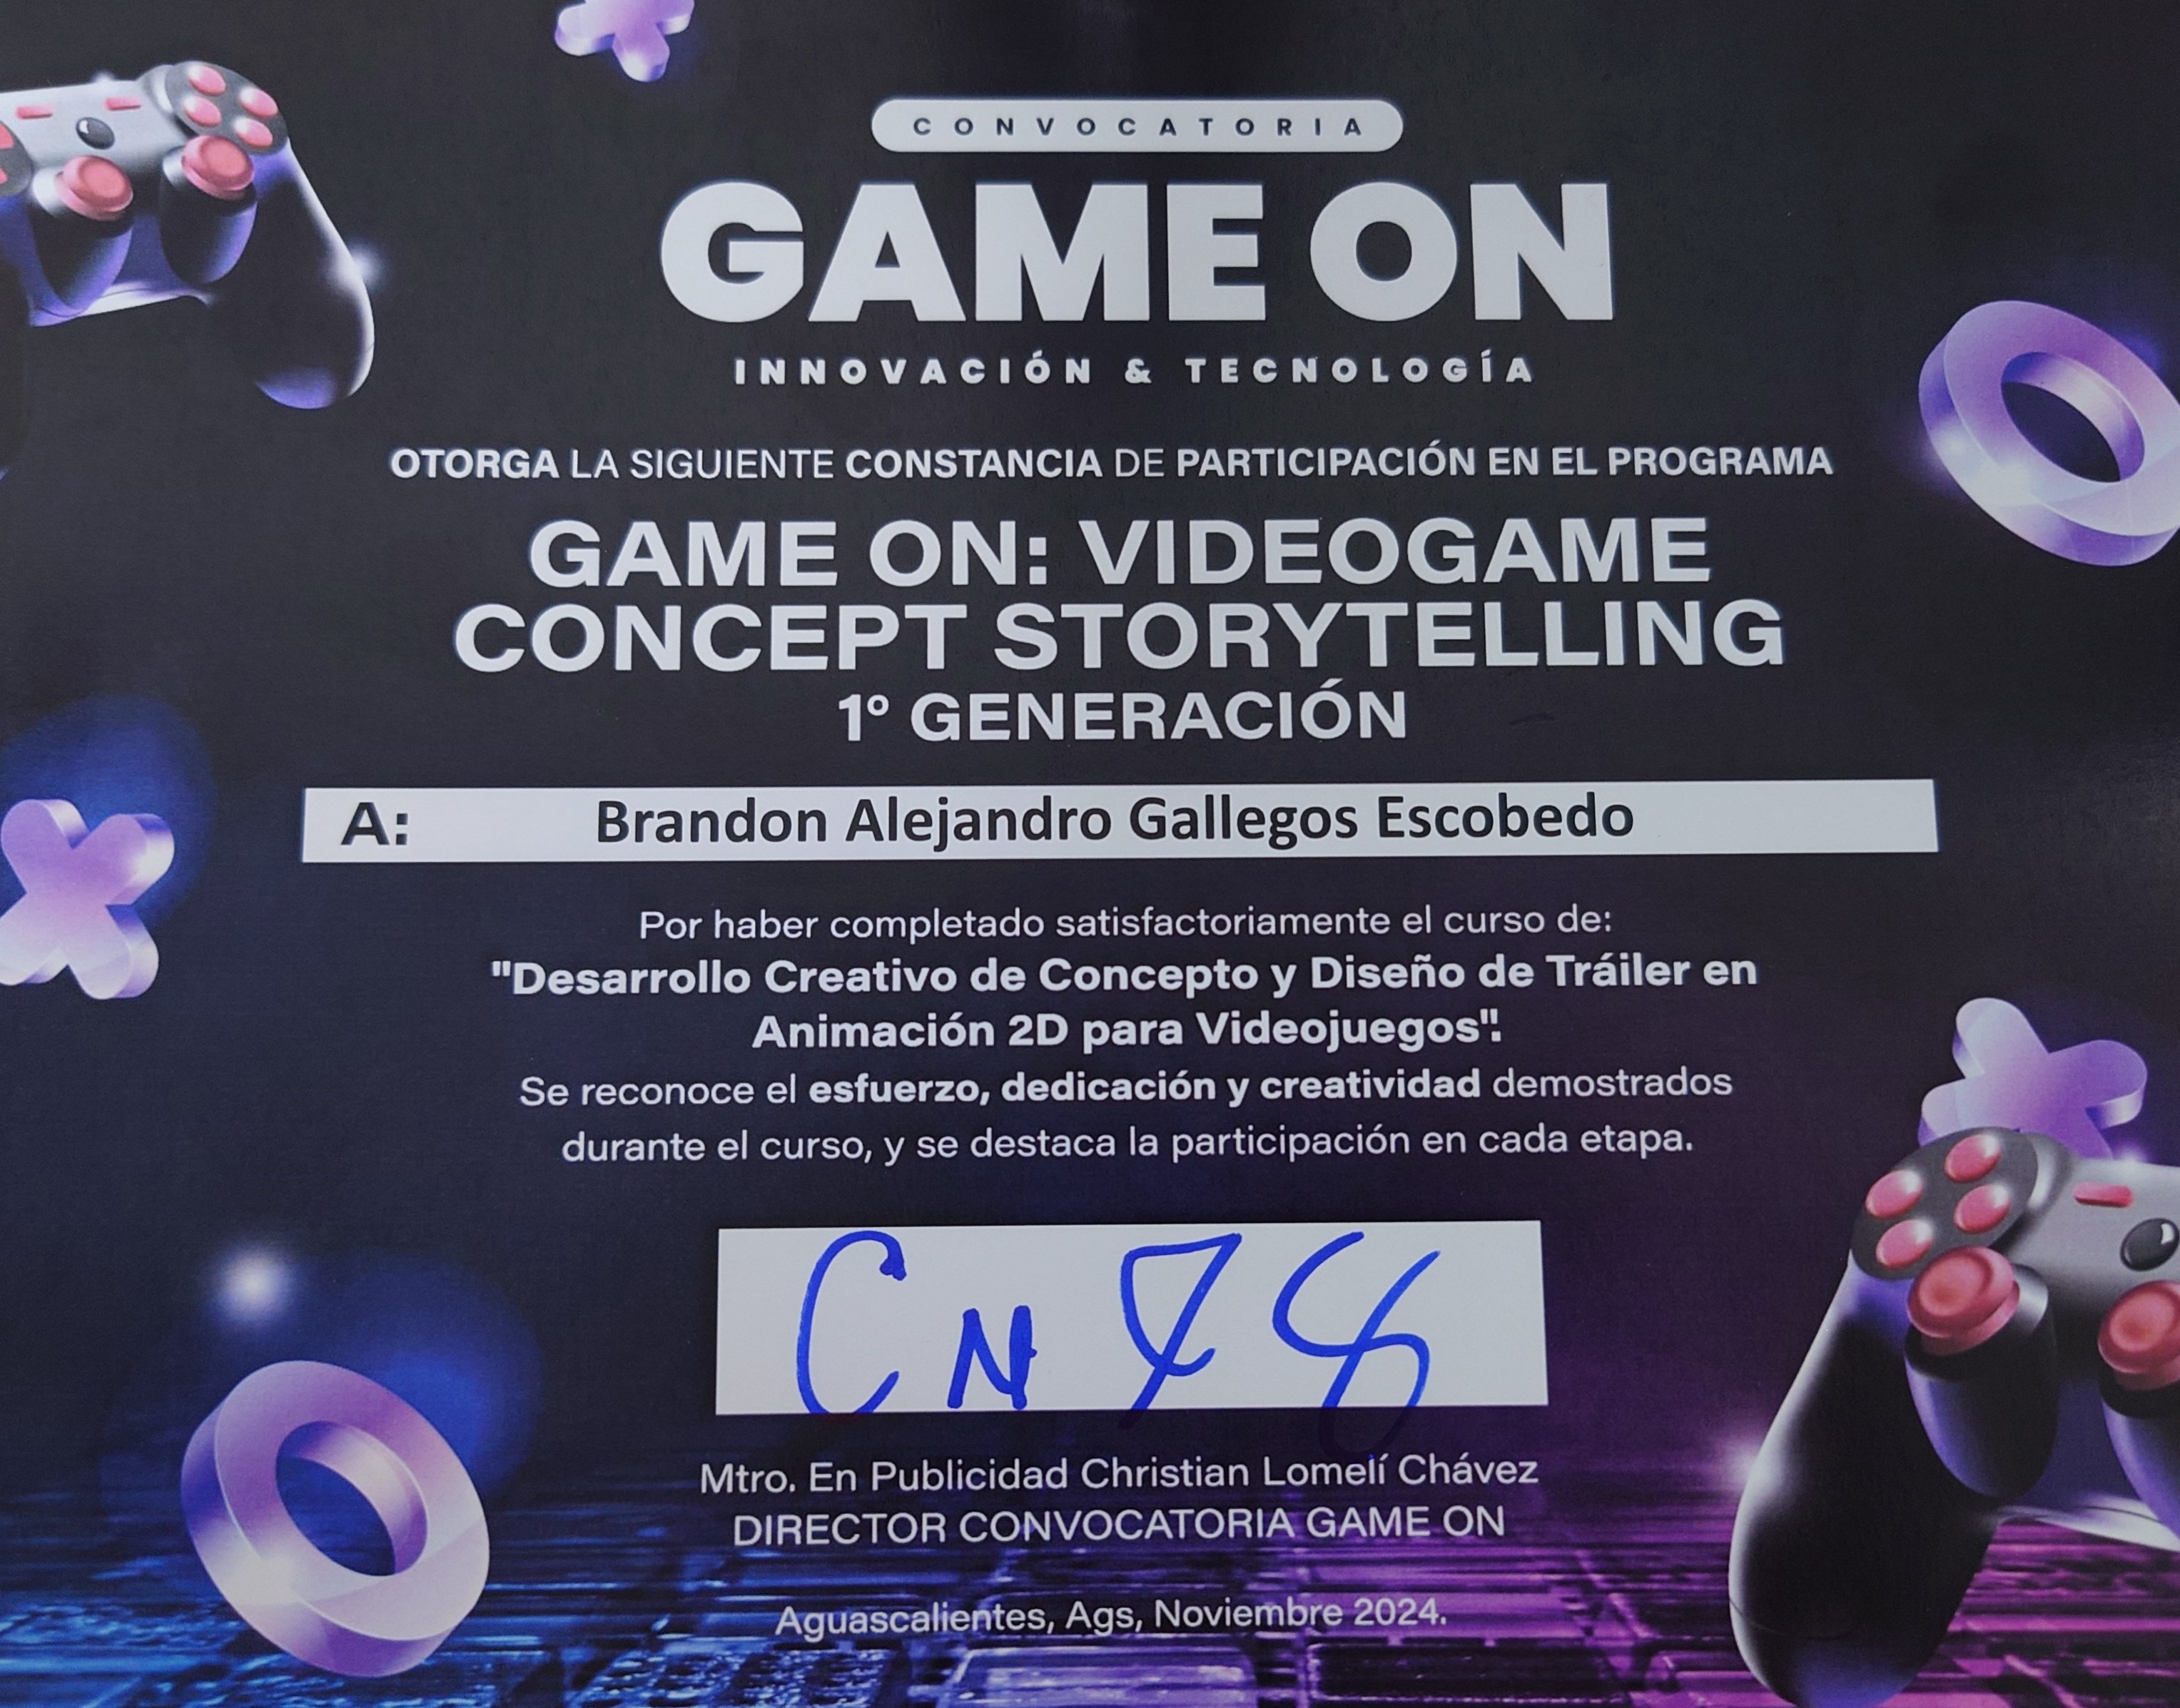 CONVOCATORIA
GAME ON
INNOVACIÓN & TECNOLOGÍA
OTORGA LA SIGUIENTE CONSTANCIA DE PARTICIPACIÓN EN EL PROGRAMA
GAME ON: VIDEOGAME
CONCEPT STORYTELLING
1° GENERACIÓN
A: Brandon Alejandro Gallegos Escobedo
Por haber completado satisfactoriamente el curso de:
"Desarrollo Creativo de Concepto y Diseño de Tráiler en
Animación 2D para Videojuegos".
Se reconoce el esfuerzo, dedicación y creatividad demostrados
durante el curso, y se destaca la participación en cada etapa.
Mtro. En Publicidad Christian Lomelí Chávez
DIRECTOR CONVOCATORIA GAME ON
Aguascalientes, Ags, Noviembre 2024.